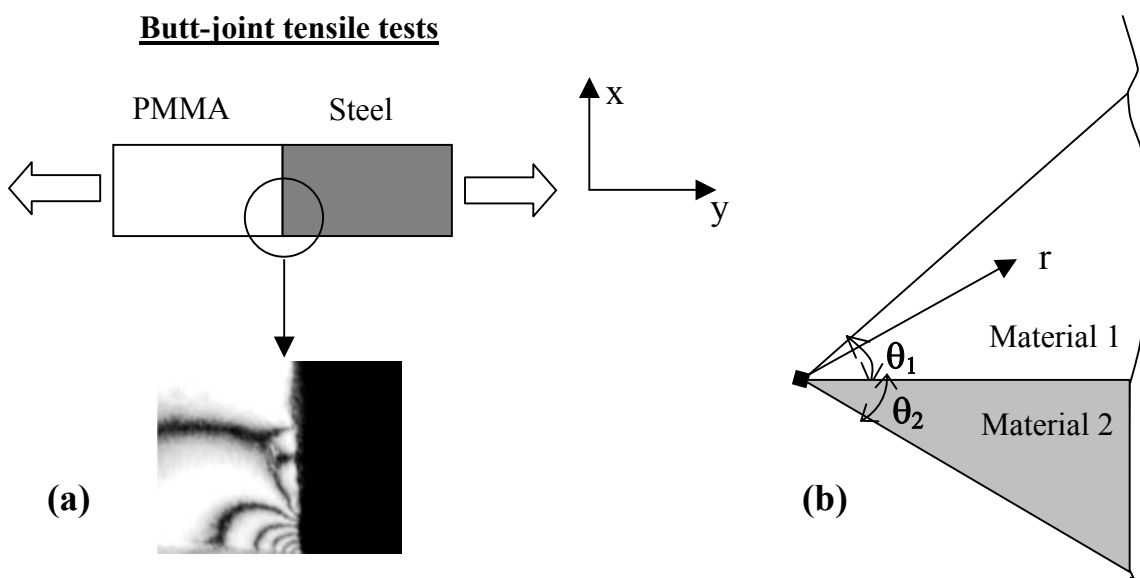 Butt-joint tensile tests
PMMA
Steel
x
y
r
Material 1
θ1
θ2
Material 2
(a)
(b)